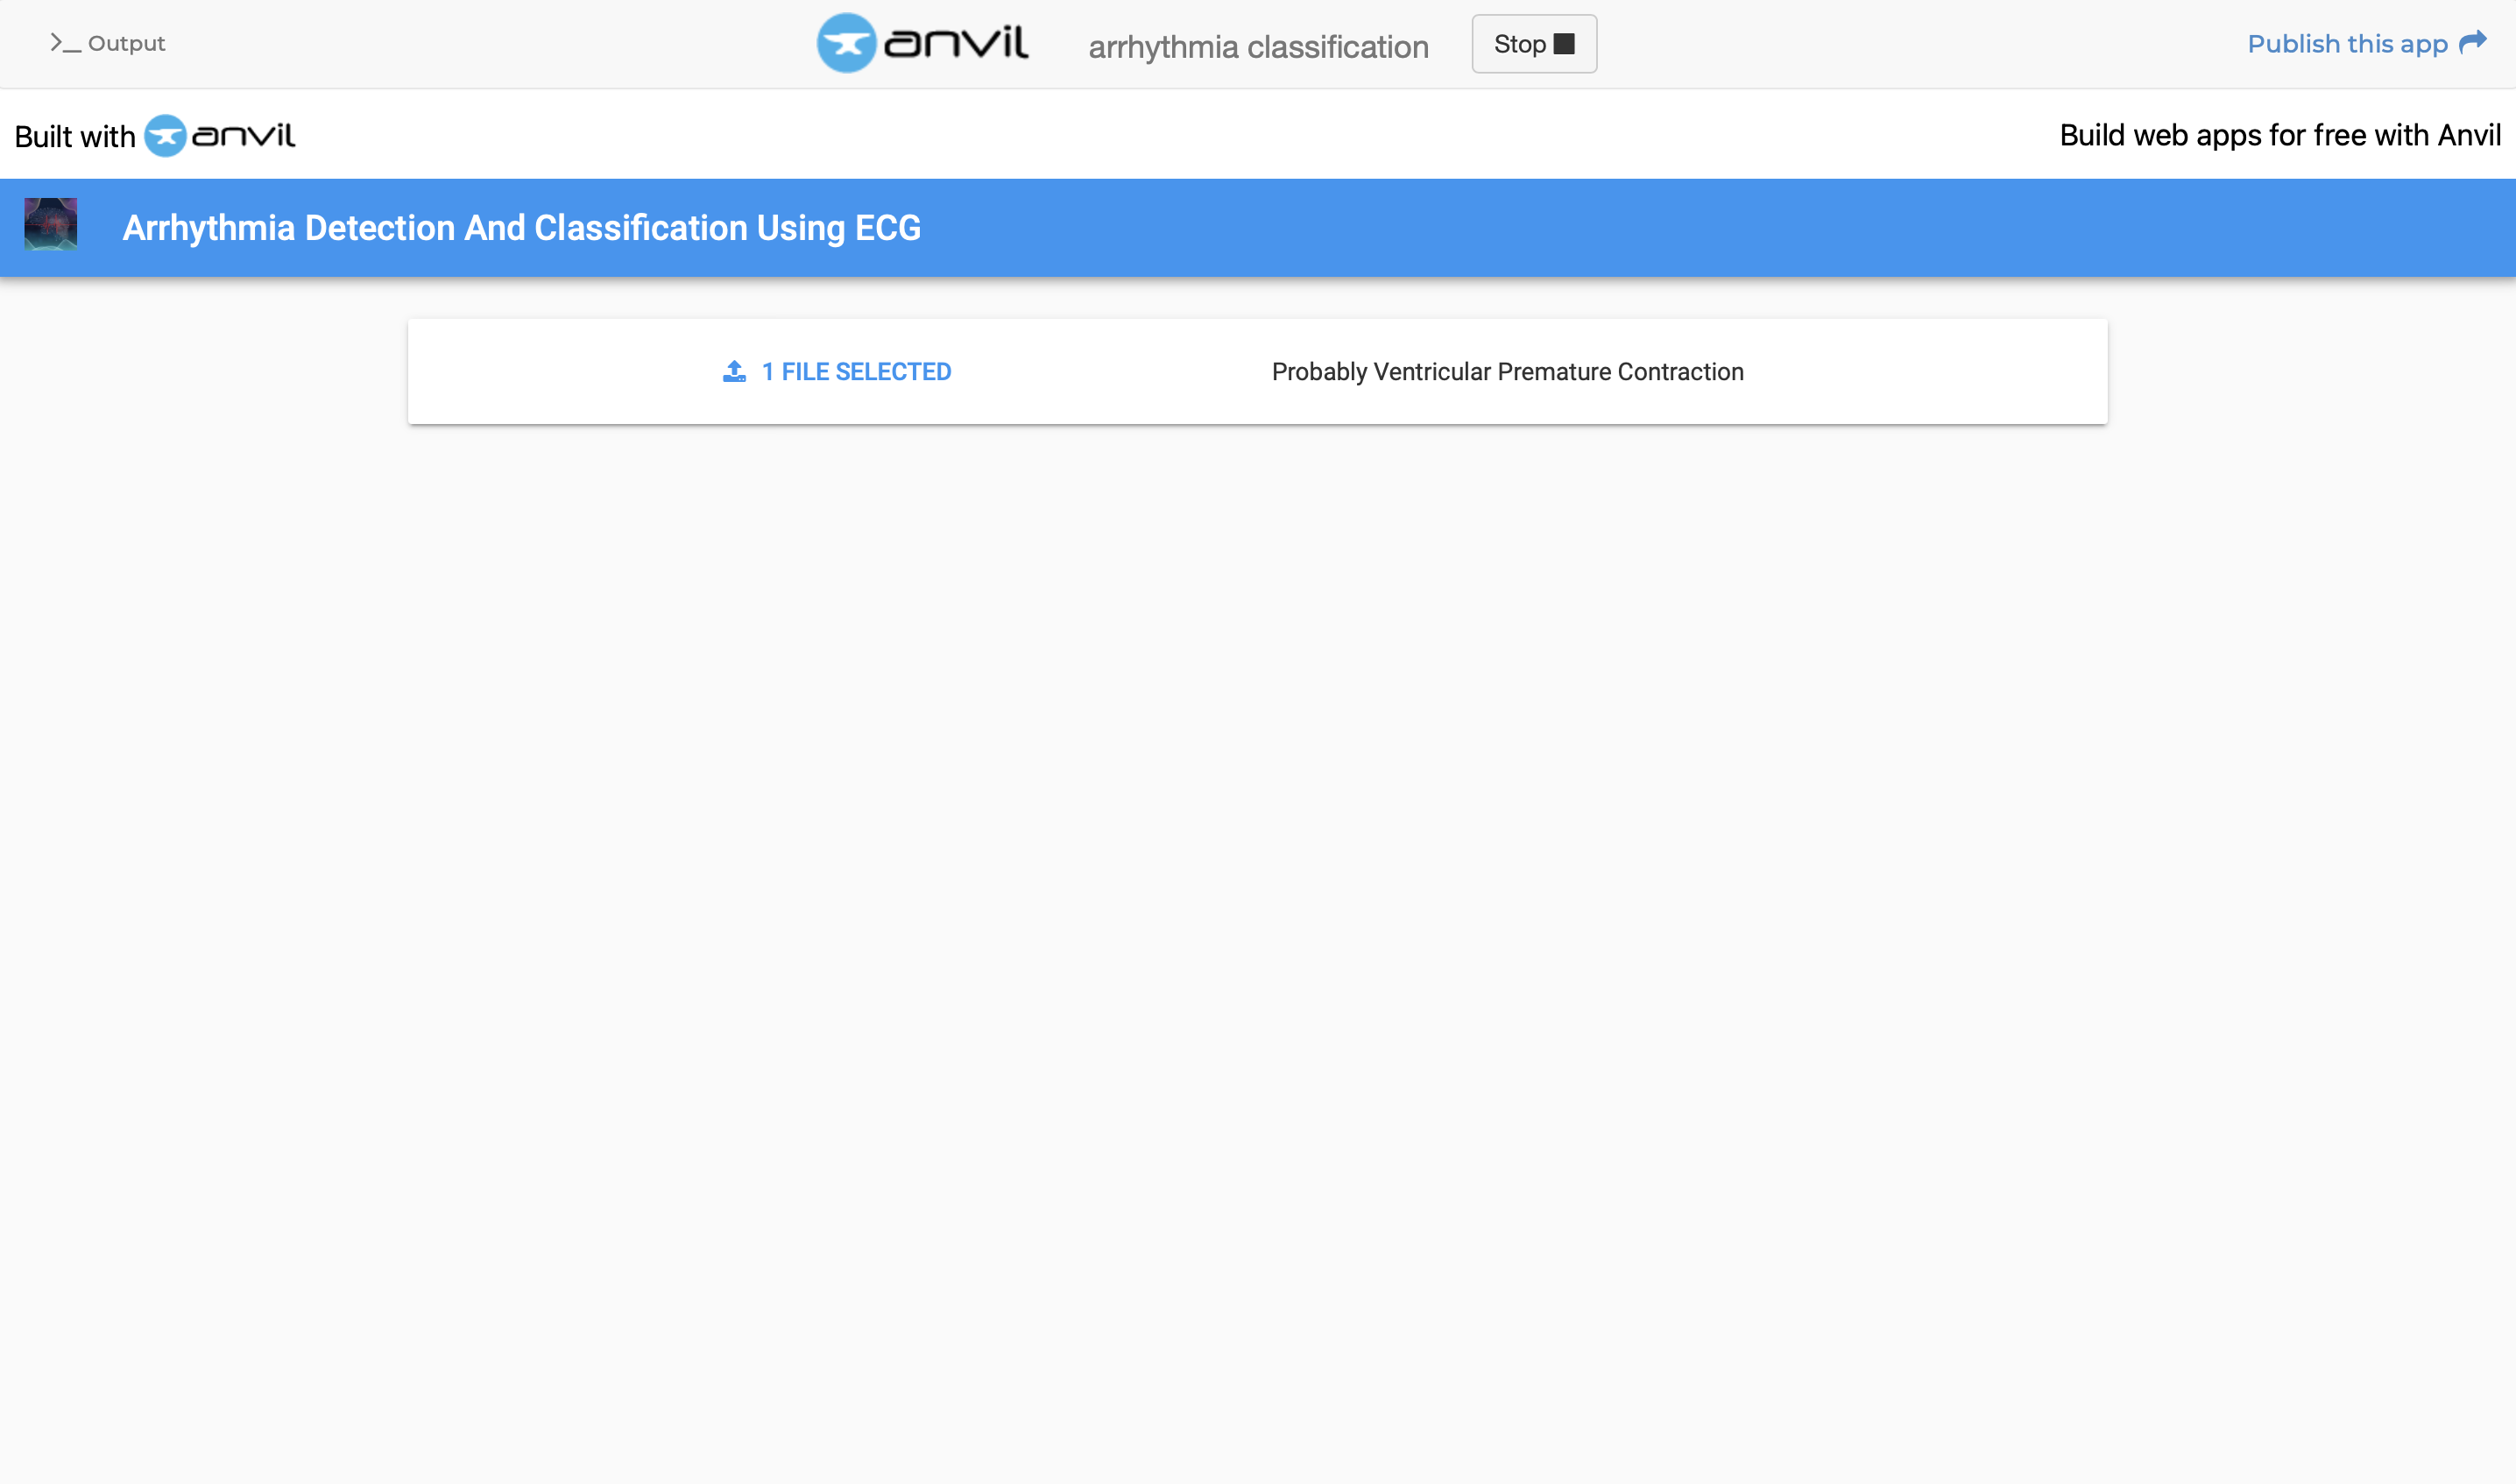 >_ Output
anvil
arrhythmia classification
Stop
Publish this app
Built with anvil
Build web apps for free with Anvil
Arrhythmia Detection And Classification Using ECG
1 FILE SELECTED
Probably Ventricular Premature Contraction